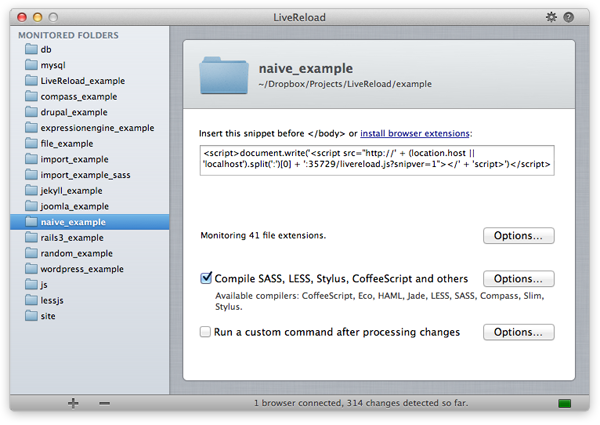 LiveReload
MONITORED FOLDERS
db
mysql
LiveReload_example
compass_example
drupal_example
expressionengine_example
file_example
import_example
import_example_sass
jekyll_example
joomla_example
naive_example
rails3_example
random_example
wordpress_example
js
lessjs
site
naive_example
~/Dropbox/Projects/LiveReload/example
Insert this snippet before </body> or install browser extensions:
<script>document.write('<script src="http://' + (location.host ||
'localhost').split(':')[0] + ':35729/livereload.js?snipver=1"></' + 'script>')</script>
Monitoring 41 file extensions.
Options...
Compile SASS, LESS, Stylus, CoffeeScript and others
Options...
Available compilers: CoffeeScript, Eco, HAML, Jade, LESS, SASS, Compass, Slim,
Stylus.
Run a custom command after processing changes
Options...
1 browser connected, 314 changes detected so far.